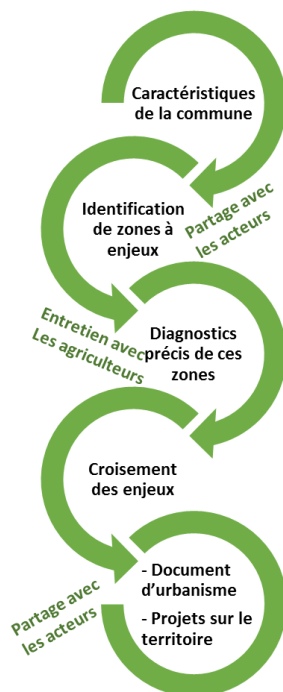 Caractéristiques
de la commune
Partage avec
les acteurs
Identification
de zones à
enjeux
Entretien avec
Les agriculteurs
Diagnostics
précis de ces
zones
Croisement
des enjeux
Partage avec
les acteurs
- Document
d'urbanisme
- Projets sur le
territoire